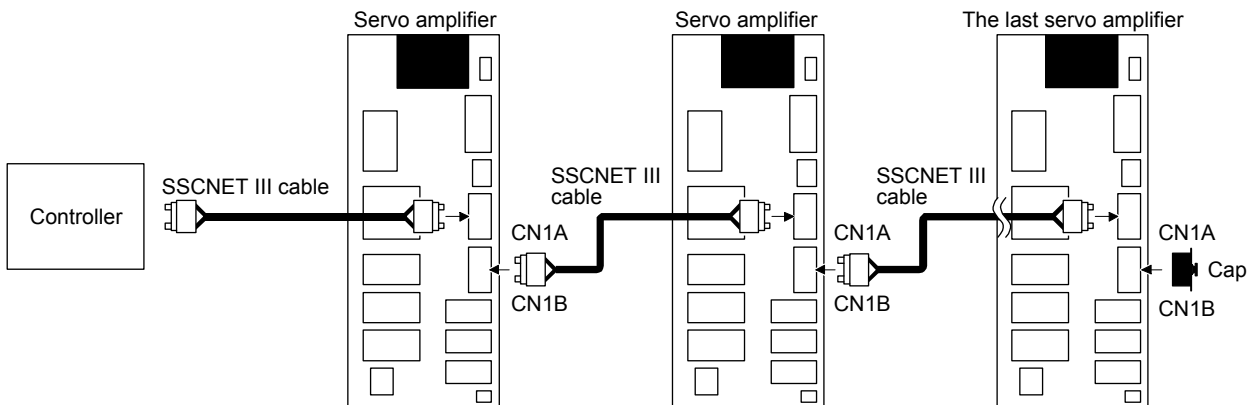 Servo amplifier
Servo amplifier
The last servo amplifier
Controller
SSCNET III cable
SSCNET III
cable
SSCNET III
cable
CN1A
CN1B
CN1A
CN1B
CN1A
Cap
CN1B